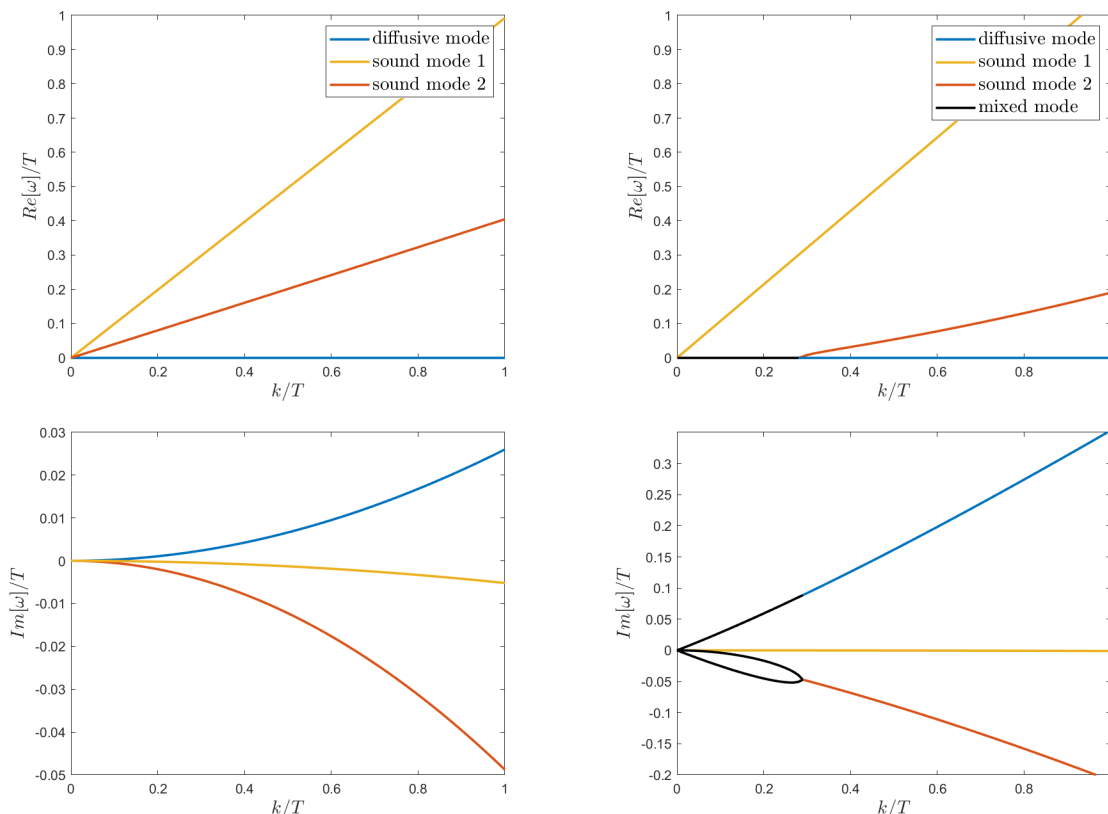 1
0.9
0.8
0.7
0.6
0.5
0.4
0.3
0.2
0.1
0
Re[ω]/T
0 0.2 0.4 0.6 0.8 1
k/T
diffusive mode
sound mode 1
sound mode 2
1
0.9
0.8
0.7
0.6
0.5
0.4
0.3
0.2
0.1
0
Re[ω]/T
0 0.2 0.4 0.6 0.8
k/T
diffusive mode
sound mode 1
sound mode 2
mixed mode
0.03
0.02
0.01
0
-0.01
-0.02
-0.03
-0.04
-0.05
Im[ω]/T
0 0.2 0.4 0.6 0.8 1
k/T
0.3
0.25
0.2
0.15
0.1
0.05
0
-0.05
-0.1
-0.15
-0.2
Im[ω]/T
0 0.2 0.4 0.6 0.8
k/T